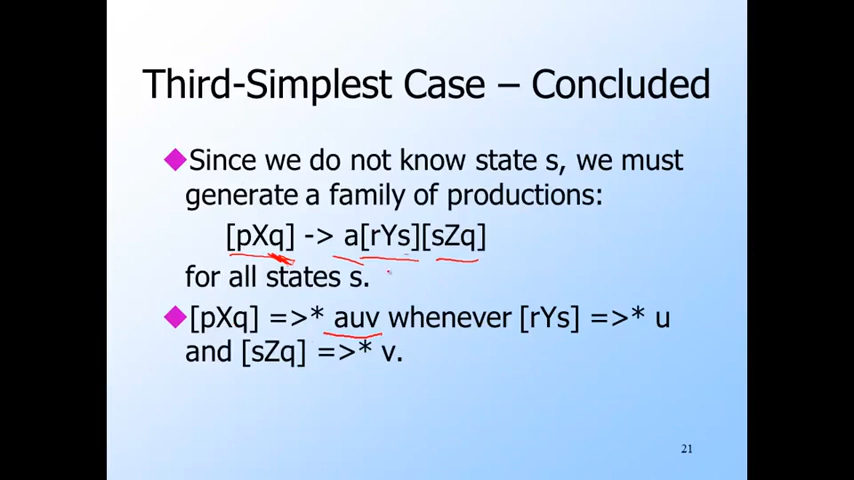 Third-Simplest Case – Concluded
Since we do not know state s, we must
generate a family of productions:
[pXq] -> a[rYs][sZq]
for all states s.
[pXq] =>* auv whenever [rYs] =>* u
and [sZq] =>* v.
21